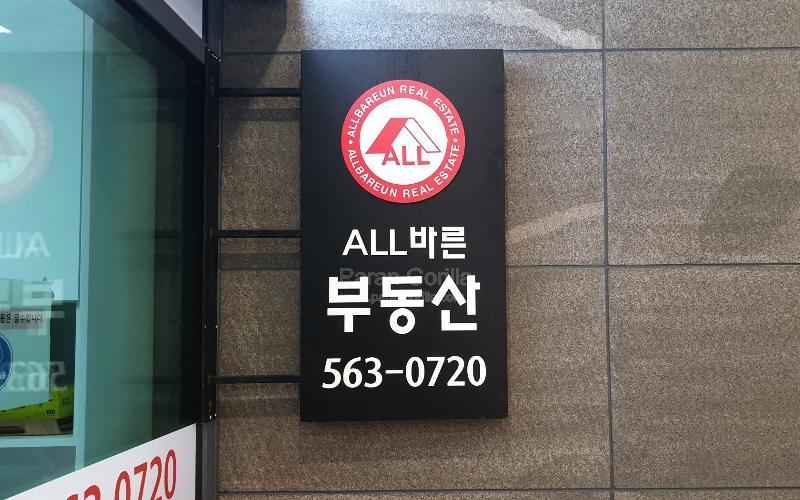 ALLBAREUN REAL ESTATE
ALL
ALLBAREUN REAL ESTATE
ALL바른
부동산
563-0720
0720